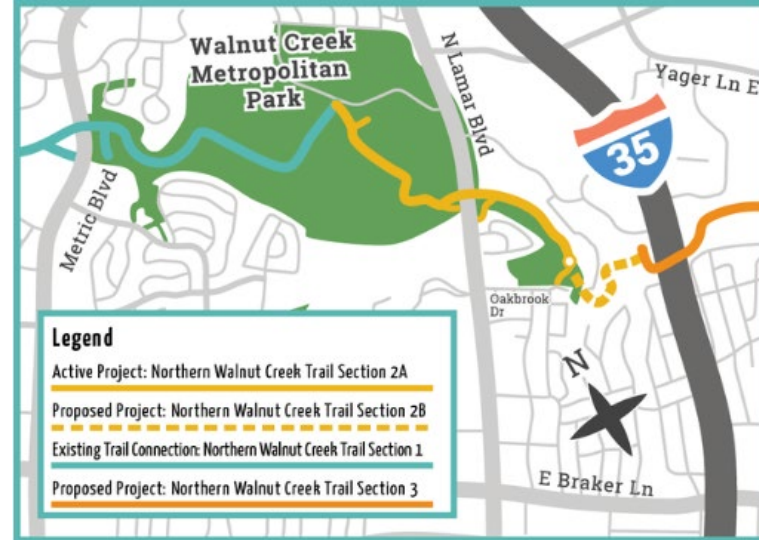 Walnut Creek
Metropolitan
Park
N Lamar Blvd
Yager Ln E
35
Metric Blvd
Oakbrook
Dr
Legend
Active Project: Northern Walnut Creek Trail Section 2A
Proposed Project: Northern Walnut Creek Trail Section 2B
Existing Trail Connection: Northern Walnut Creek Trail Section 1
Proposed Project: Northern Walnut Creek Trail Section 3
N
E Braker Ln